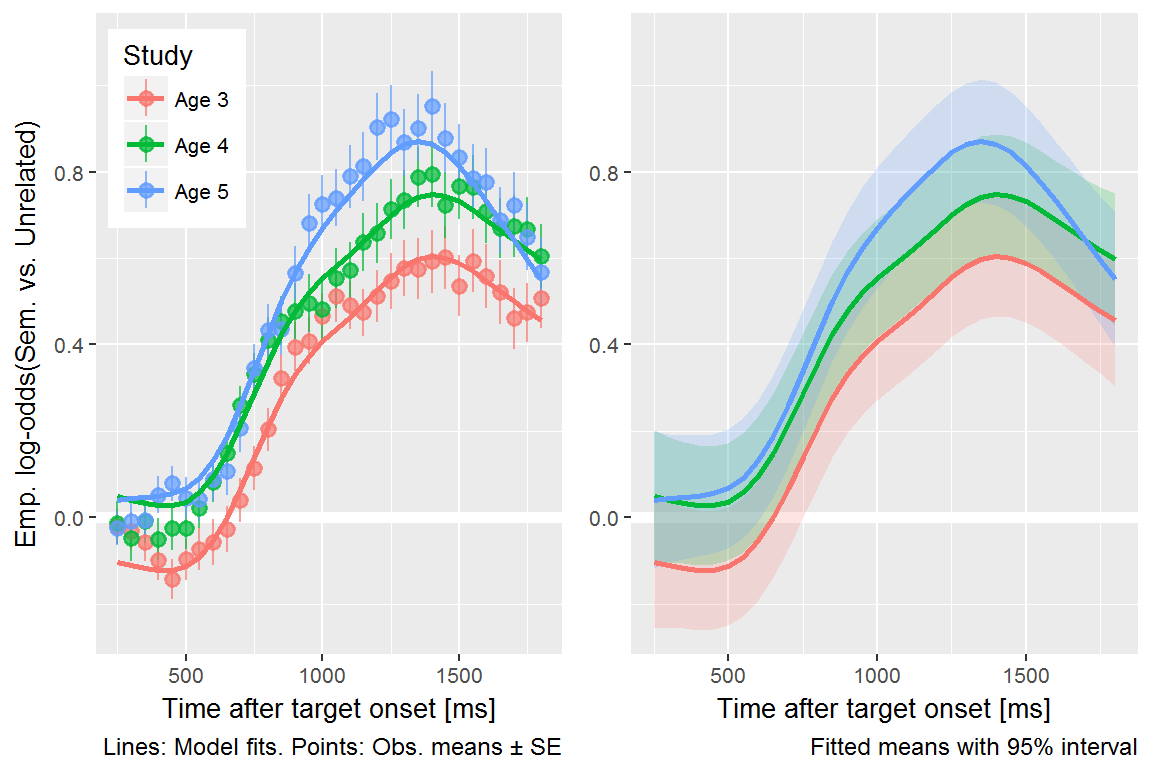 Emp. log-odds(Sem. vs. Unrelated)
Study
Age 3
Age 4
Age 5
0.8
0.4
0.0
500 1000 1500
Time after target onset [ms]
Lines: Model fits. Points: Obs. means ± SE
0.8
0.4
0.0
500 1000 1500
Time after target onset [ms]
Fitted means with 95% interval